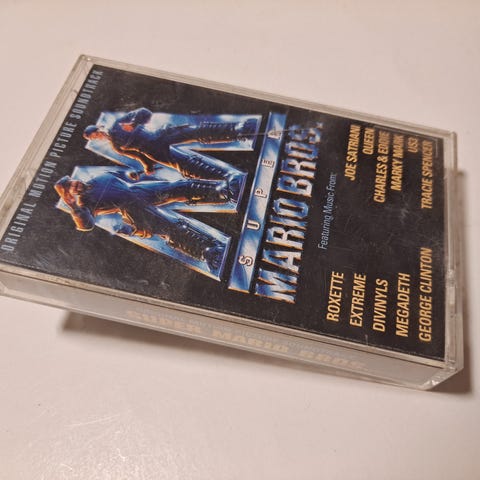 ORIGINAL MOTION PICTURE SOUNDTRACK
SUPER
MARIO BROS.
Featuring Music From:
ROXETTE
EXTREME
DIVINYLS
MEGADETH
GEORGE CLINTON
JOE SATRIANI
QUEEN
CHARLES & EDDIE
MARKY MARK
US3
TRACIE SPENCER
SUPER MARIO BROS.